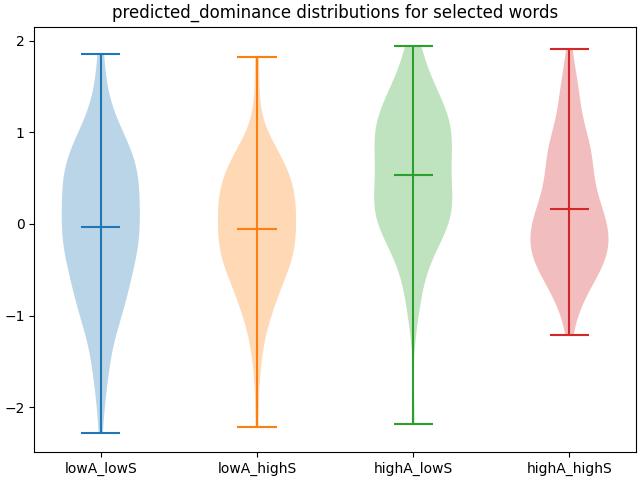 predicted_dominance distributions for selected words
2
1
0
−1
−2
lowA_lowS
lowA_highS
highA_lowS
highA_highS